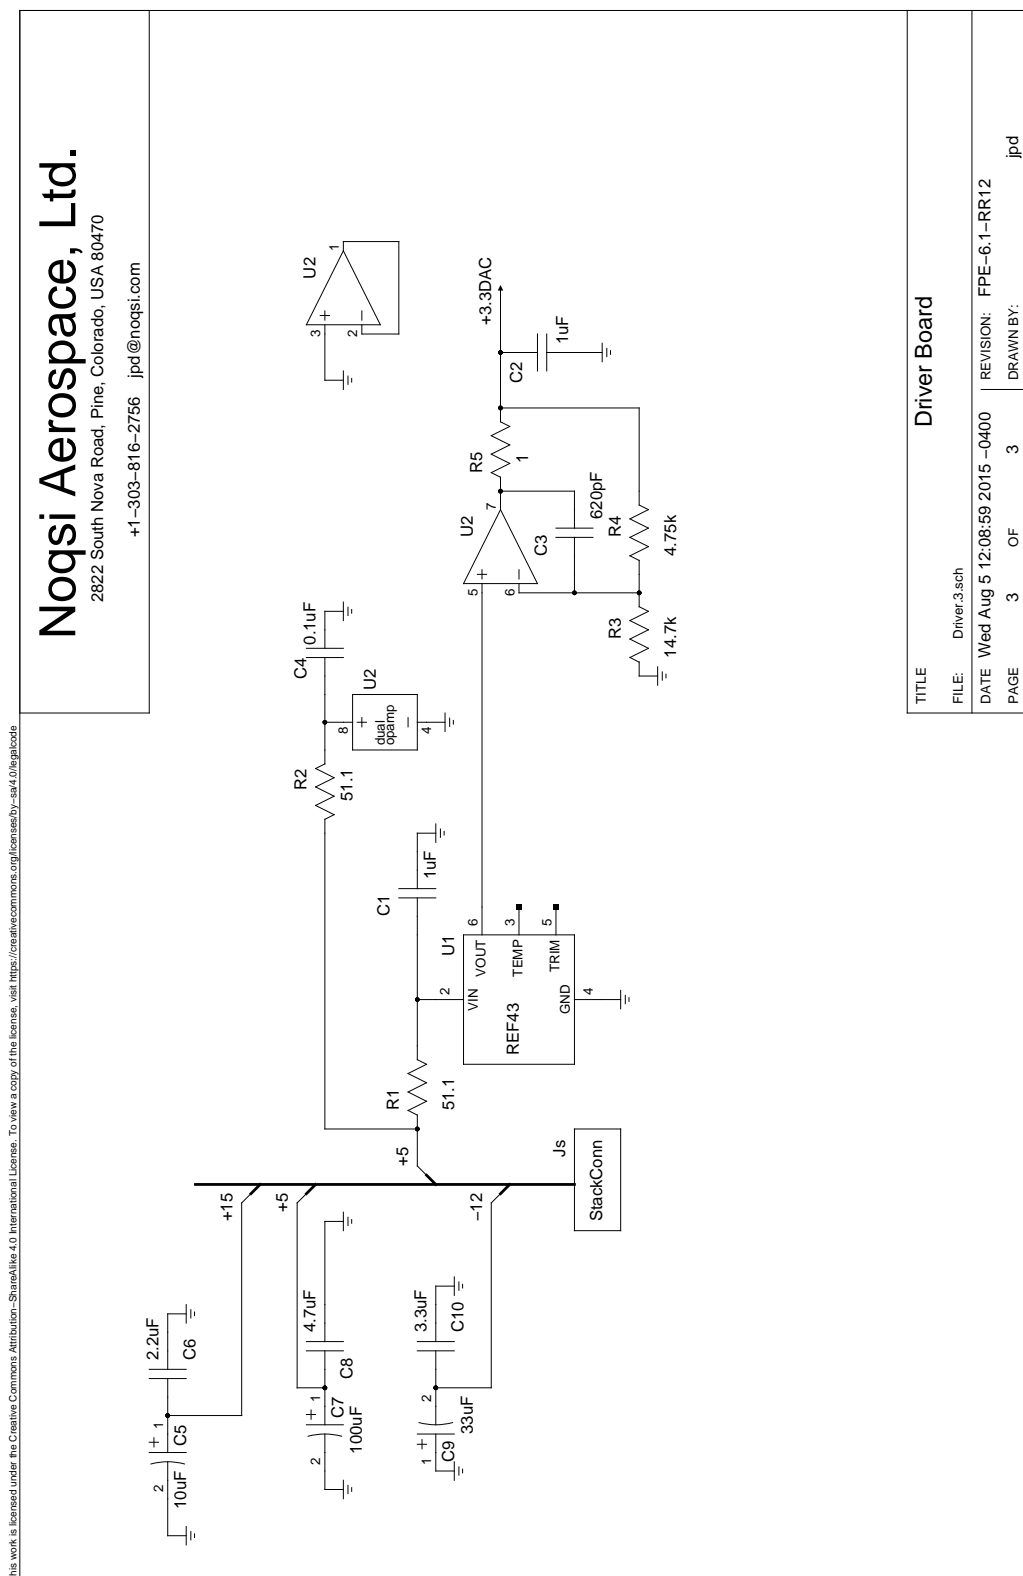 his work is licensed under the Creative Commons Attribution−ShareAlike 4.0 International License. To view a copy of the license, visit https://creativecommons.org/licenses/by−sa/4.0/legalcode
Noqsi Aerospace, Ltd.
2822 South Nova Road, Pine, Colorado, USA 80470
+1−303−816−2756 jpd@noqsi.com
2.2uF
C6
+ 1
C5
2
10uF
+15
+5
4.7uF
C8
+ 1
C7
100uF
2
3.3uF
C10
2
33uF
1 +
C9
−12
+5
Js
StackConn
R1
51.1
C1
1uF
R2
51.1
C4
0.1uF
U2
8
+
dual
opamp
−
4
U2
3
+
2
−
1
U1
2
VIN
VOUT
6
REF43
TEMP
3
TRIM
5
GND
4
U2
5
+
6
−
7
C3
620pF
R5
1
R3
14.7k
R4
4.75k
C2
1uF
+3.3DAC
TITLE
Driver Board
FILE: Driver.3.sch
DATE Wed Aug 5 12:08:59 2015 −0400
REVISION: FPE−6.1−RR12
PAGE 3 OF 3
DRAWN BY: jpd